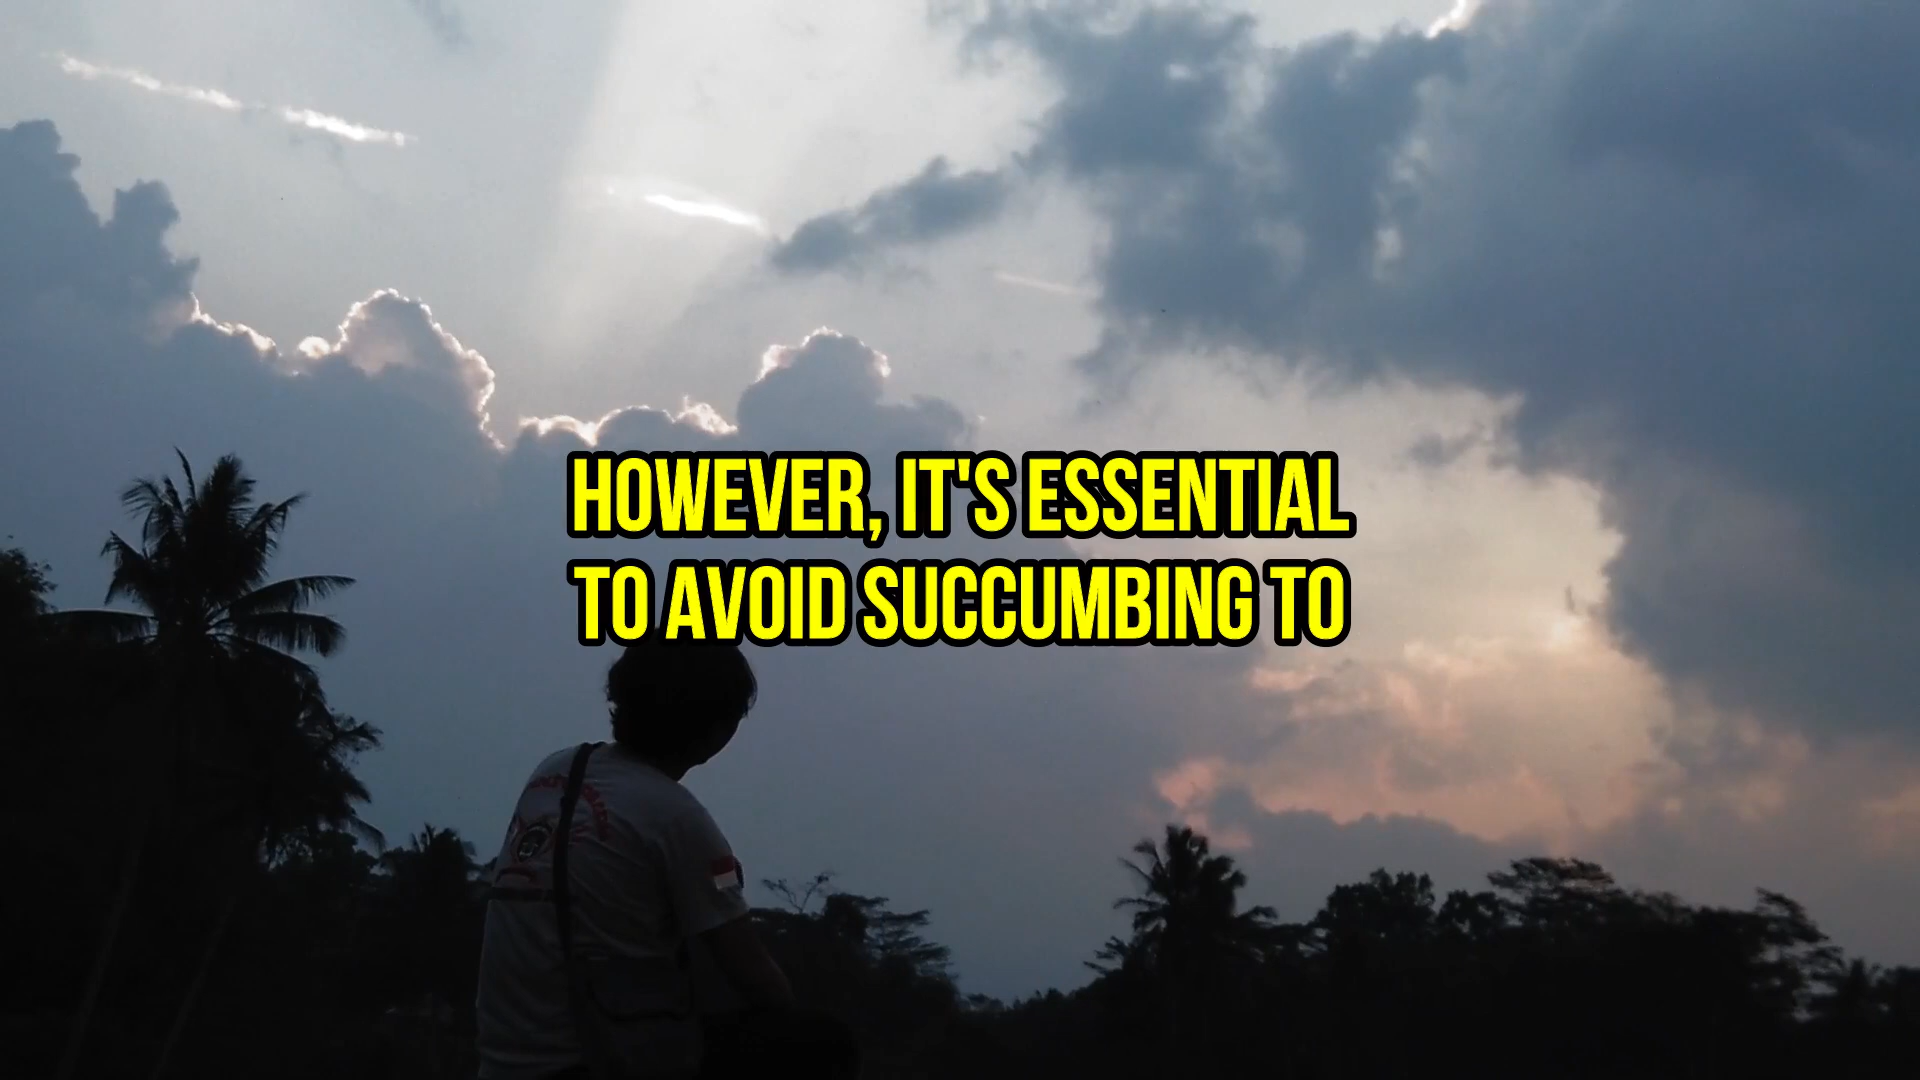 HOWEVER, IT'S ESSENTIAL
TO AVOID SUCCUMBING TO